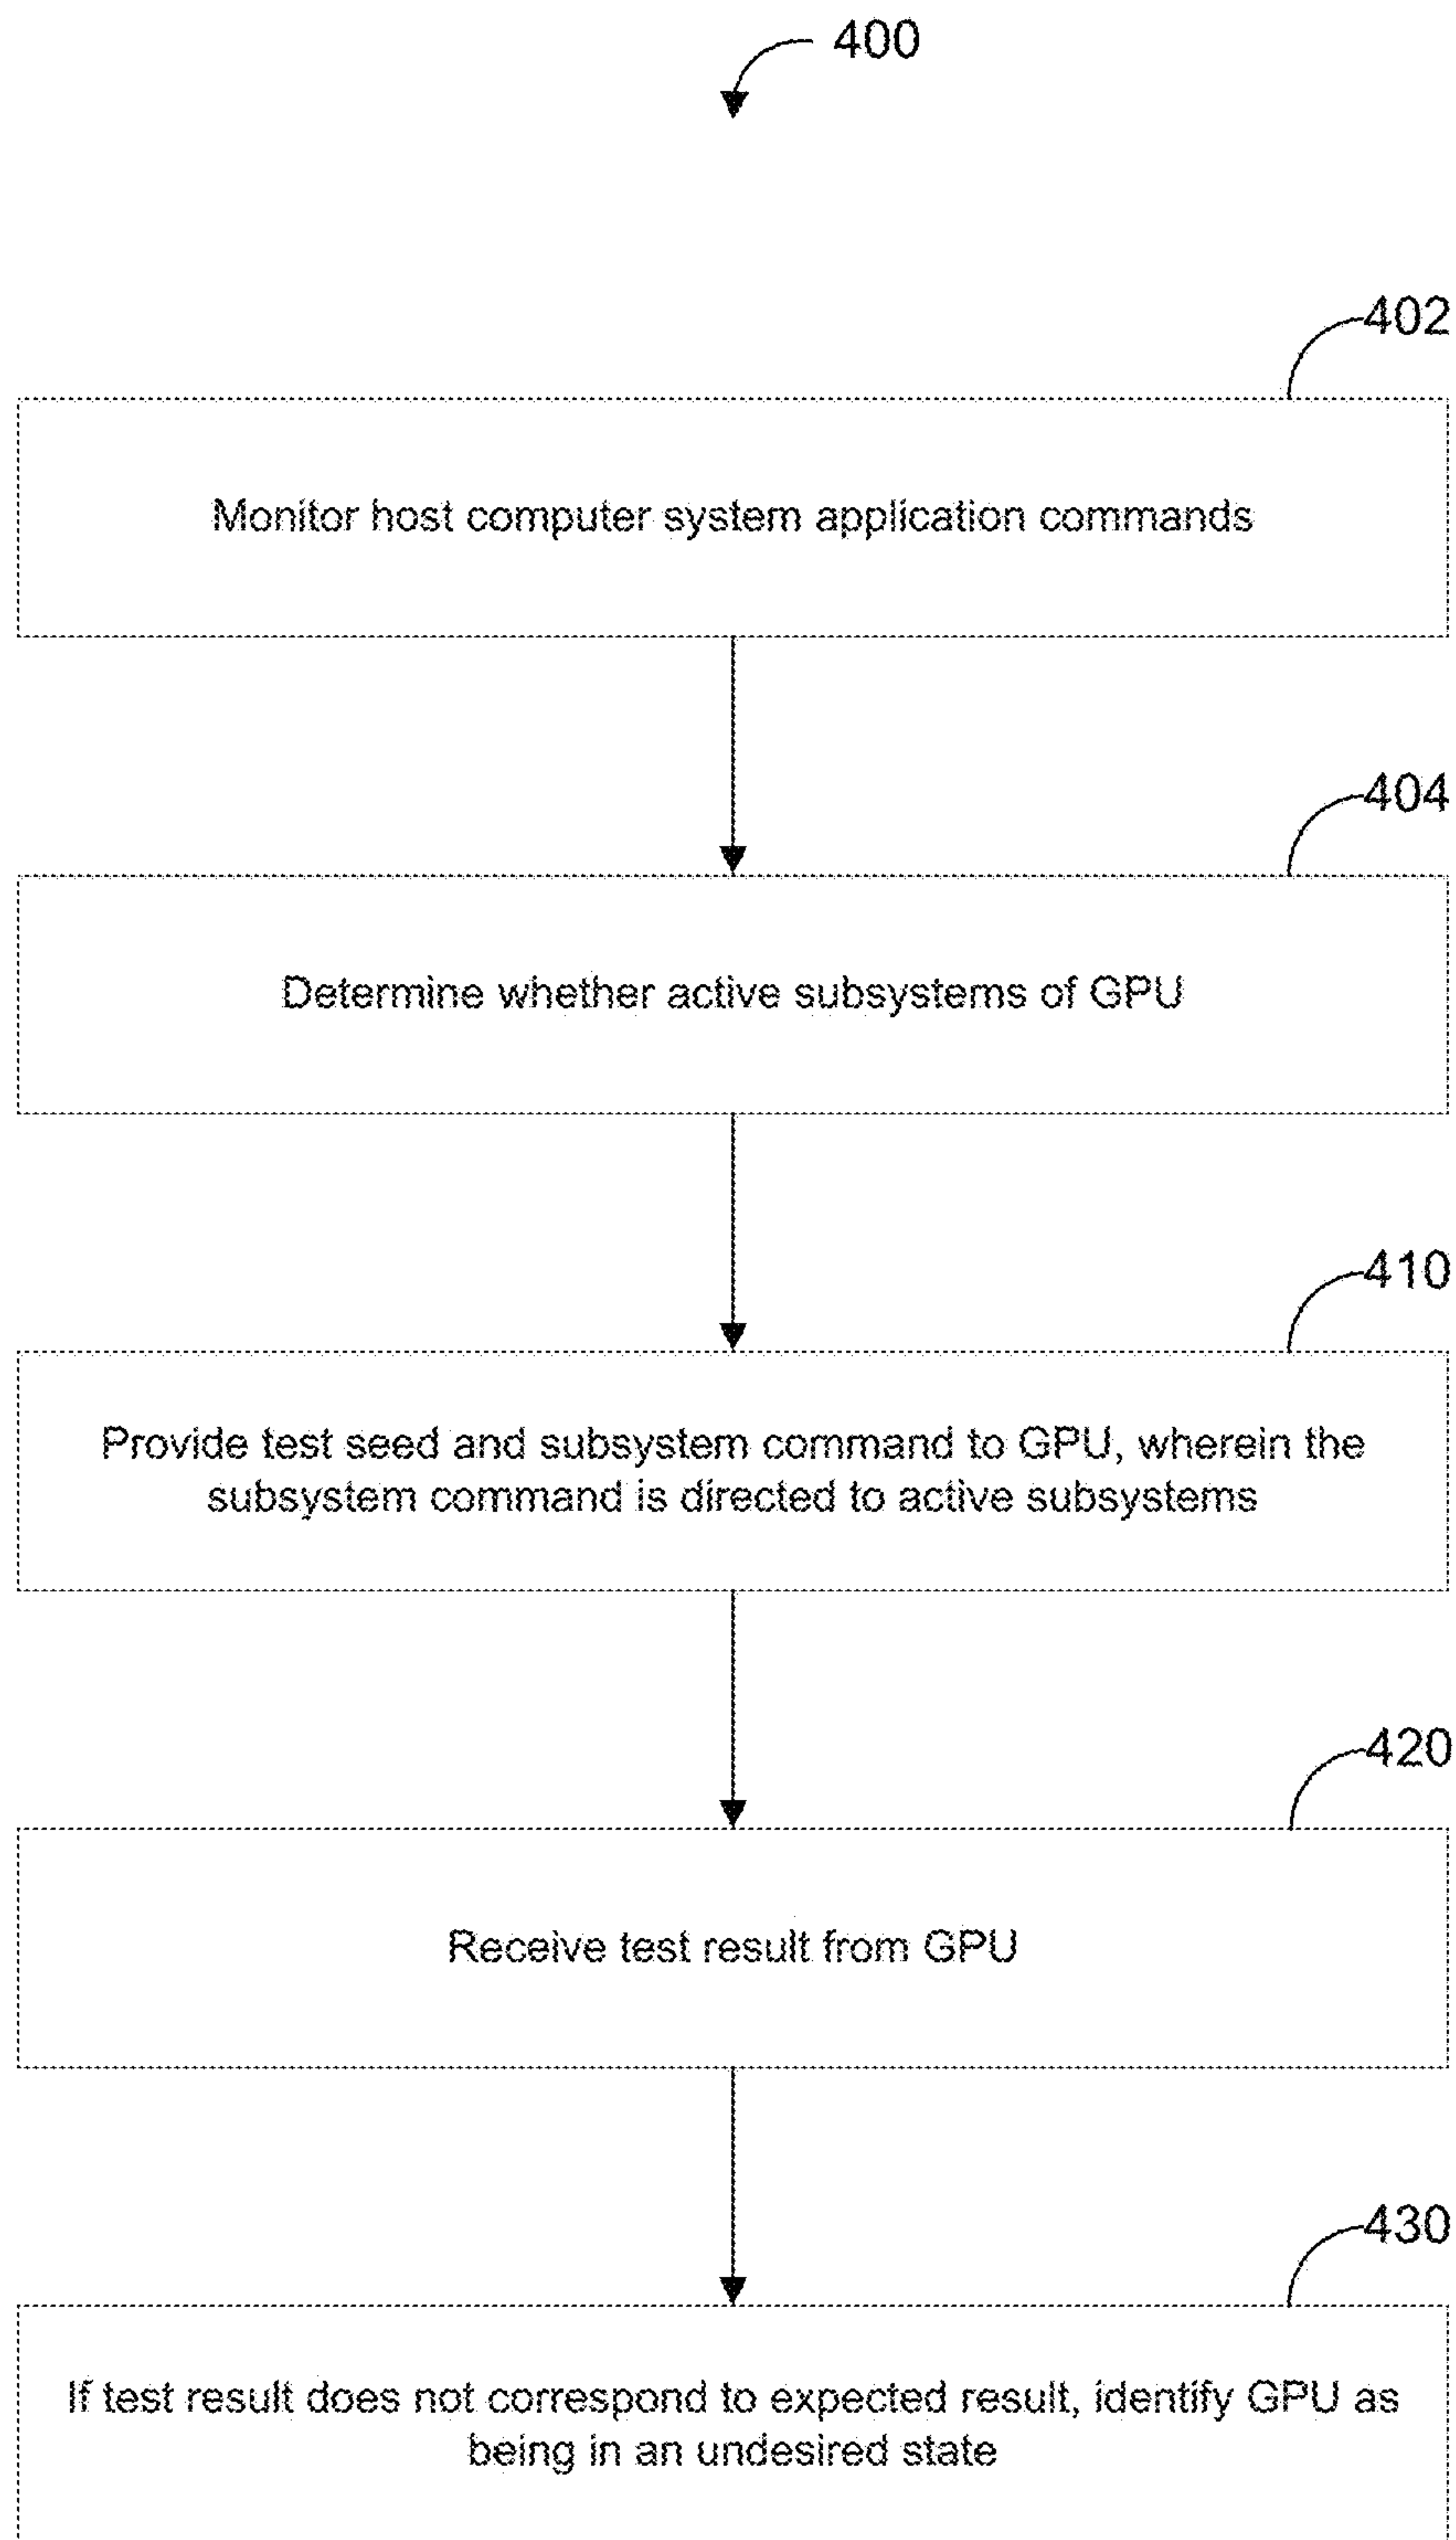 400
402
Monitor host computer system application commands
404
Determine whether active subsystems of GPU
410
Provide test seed and subsystem command to GPU, wherein the
subsystem command is directed to active subsystems
420
Receive test result from GPU
430
If test result does not correspond to expected result, identify GPU as
being in an undesired state